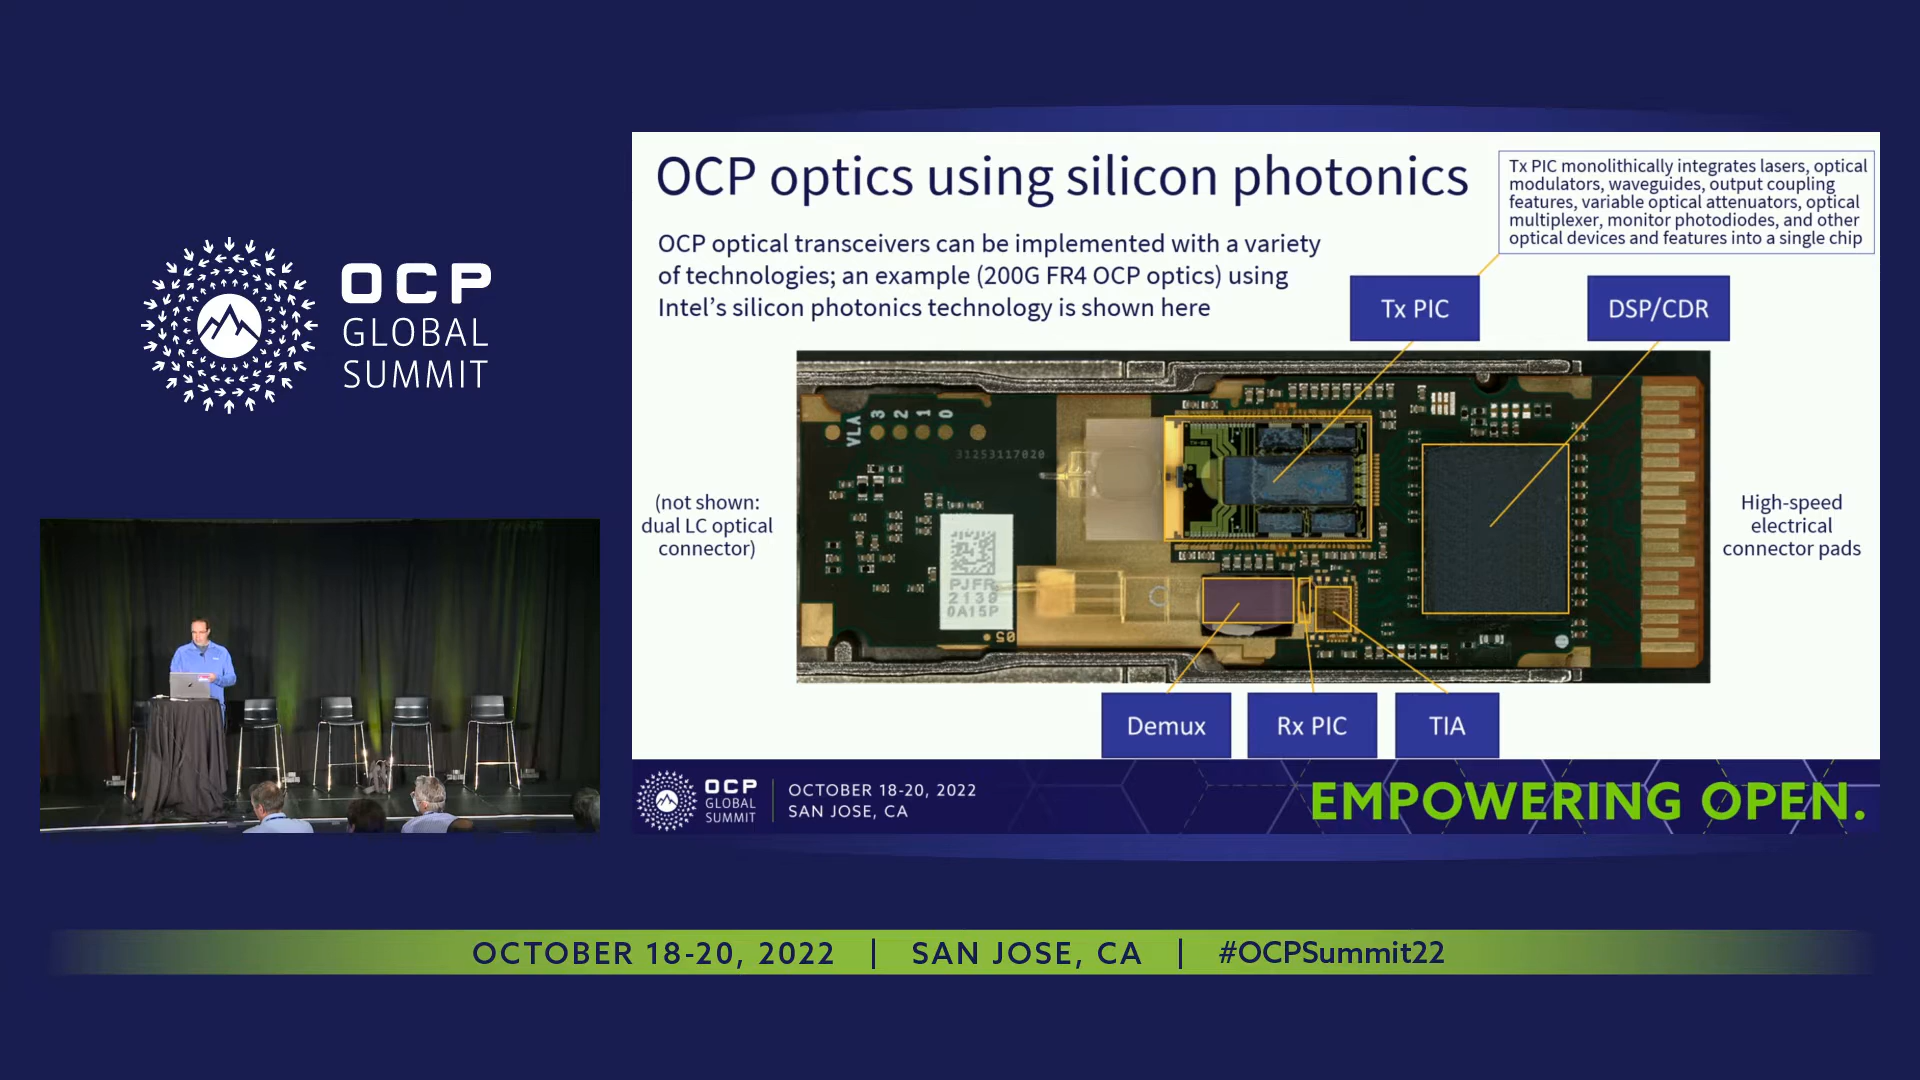 OCP
GLOBAL
SUMMIT
OCP optics using silicon photonics
OCP optical transceivers can be implemented with a variety
of technologies; an example (200G FR4 OCP optics) using
Intel's silicon photonics technology is shown here
Tx PIC monolithically integrates lasers, optical
modulators, waveguides, output coupling
features, variable optical attenuators, optical
multiplexer, monitor photodiodes, and other
optical devices and features into a single chip
Tx PIC
DSP/CDR
VLA 3 2 1 0
31253117020
(not shown:
dual LC optical
connector)
PJFR
2139
0A15P
05
High-speed
electrical
connector pads
Demux
Rx PIC
TIA
OCP
GLOBAL
SUMMIT
OCTOBER 18-20, 2022
SAN JOSE, CA
EMPOWERING OPEN.
OCTOBER 18-20, 2022 | SAN JOSE, CA | #OCPSummit22